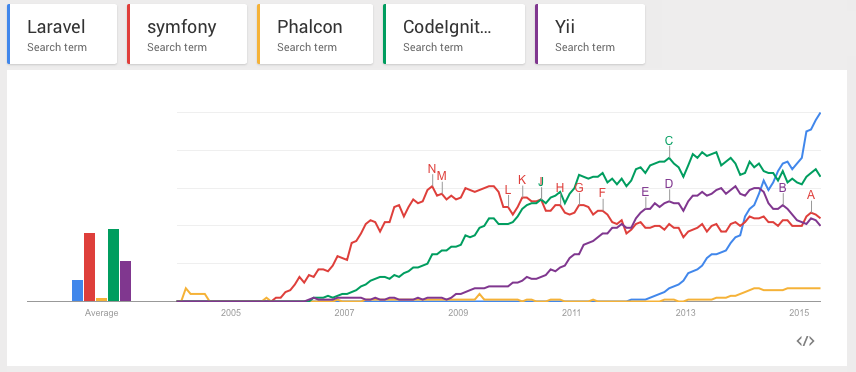 Laravel symfony Phalcon CodeIgnit... Yii
Search term Search term Search term Search term Search term
C
N
M
K J H G F L E D B A
Average 2005 2007 2009 2011 2013 2015
</>